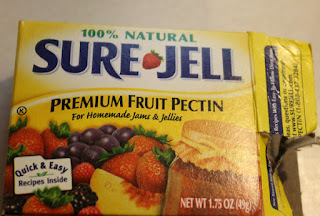 100% NATURAL
SURE JELL
PREMIUM FRUIT PECTIN
For Homemade Jams & Jellies
K
Quick & Easy
Recipes Inside
NET WT 1.75 OZ (49g)